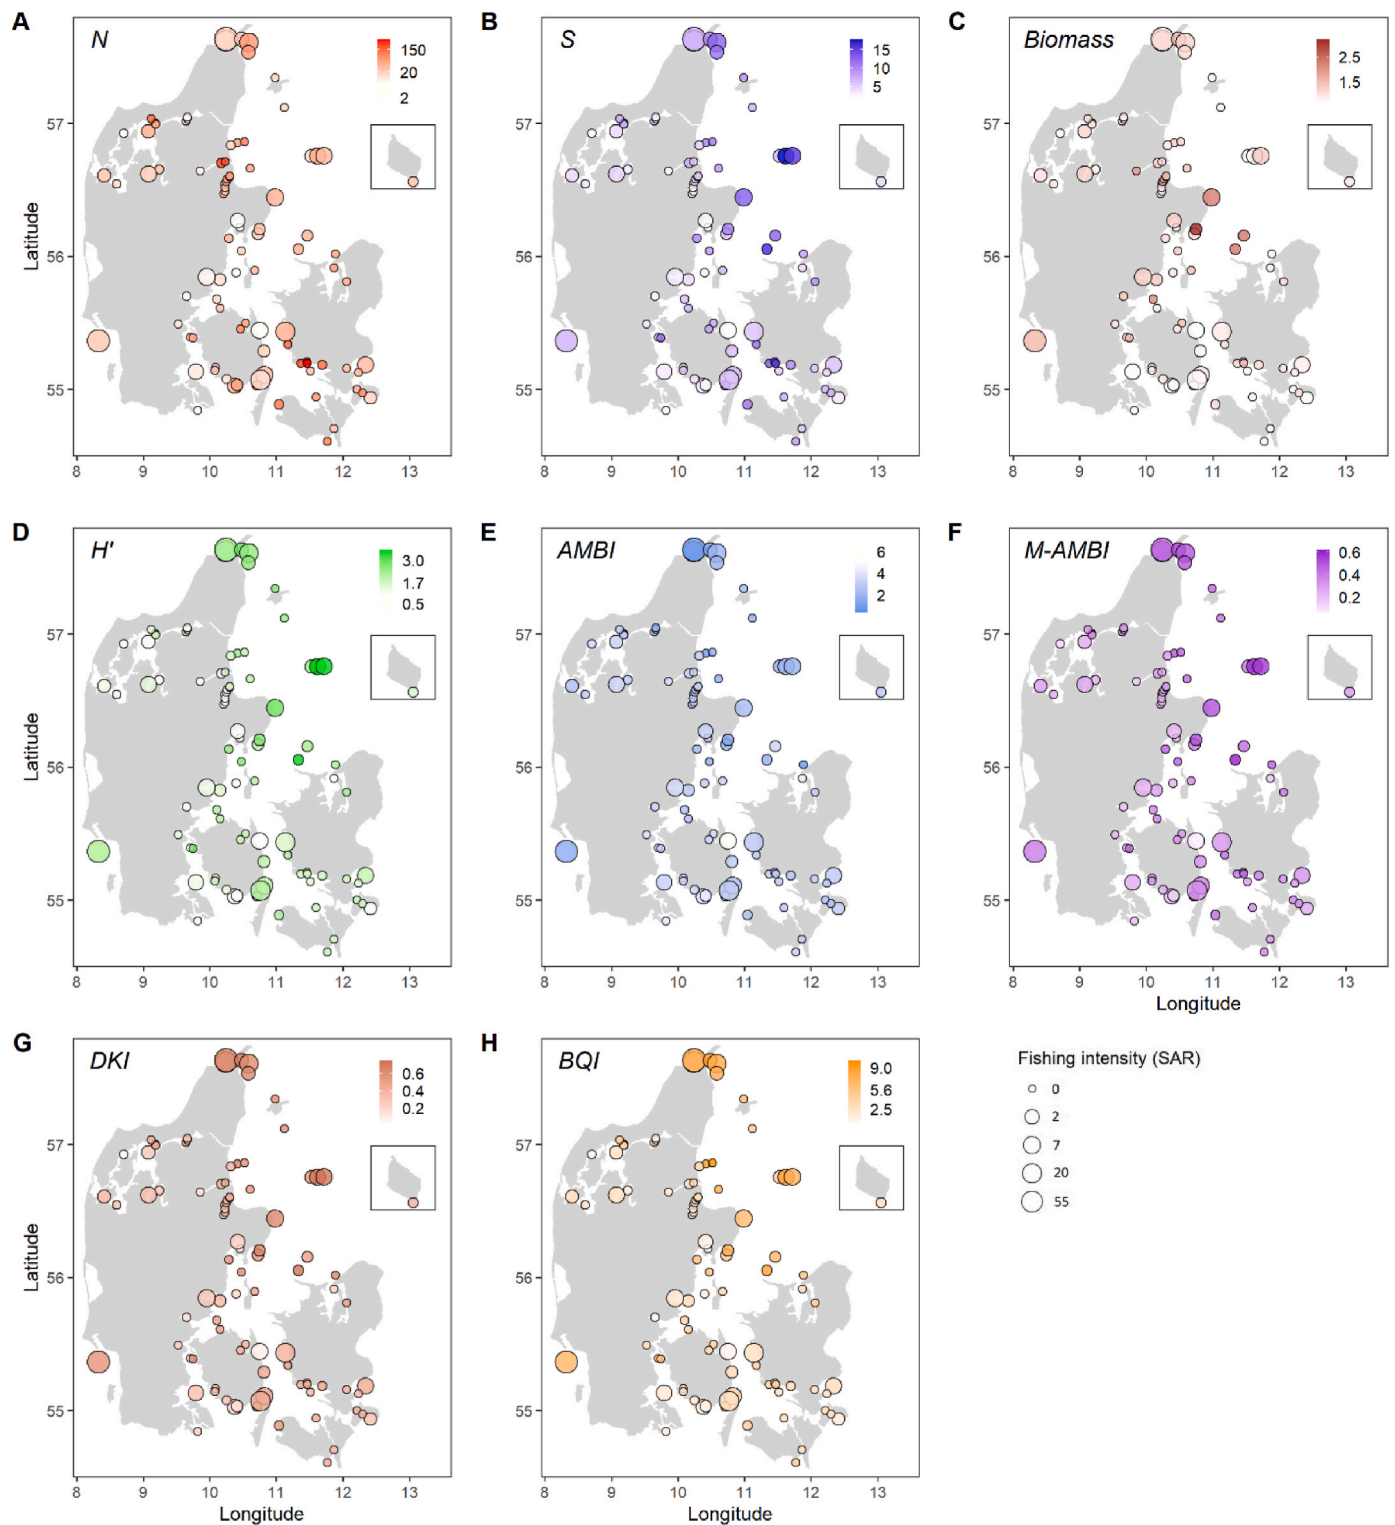 A N B S C Biomass
150 15 2.5
20 10 1.5
2 5
57 57 57
56 56 56
55 55 55
Latitude
8 9 10 11 12 13 8 9 10 11 12 13 8 9 10 11 12 13
D H' E AMBI F M-AMBI
3.0 6 0.6
1.7 4 0.4
0.5 2 0.2
57 57 57
56 56 56
55 55 55
Latitude
8 9 10 11 12 13 8 9 10 11 12 13 8 9 10 11 12 13
Longitude
G DKI H BQI
0.6 9.0
0.4 5.6
0.2 2.5
57 57
56 56
55 55
Latitude
8 9 10 11 12 13 8 9 10 11 12 13
Longitude Longitude
Fishing intensity (SAR)
0
2
7
20
55